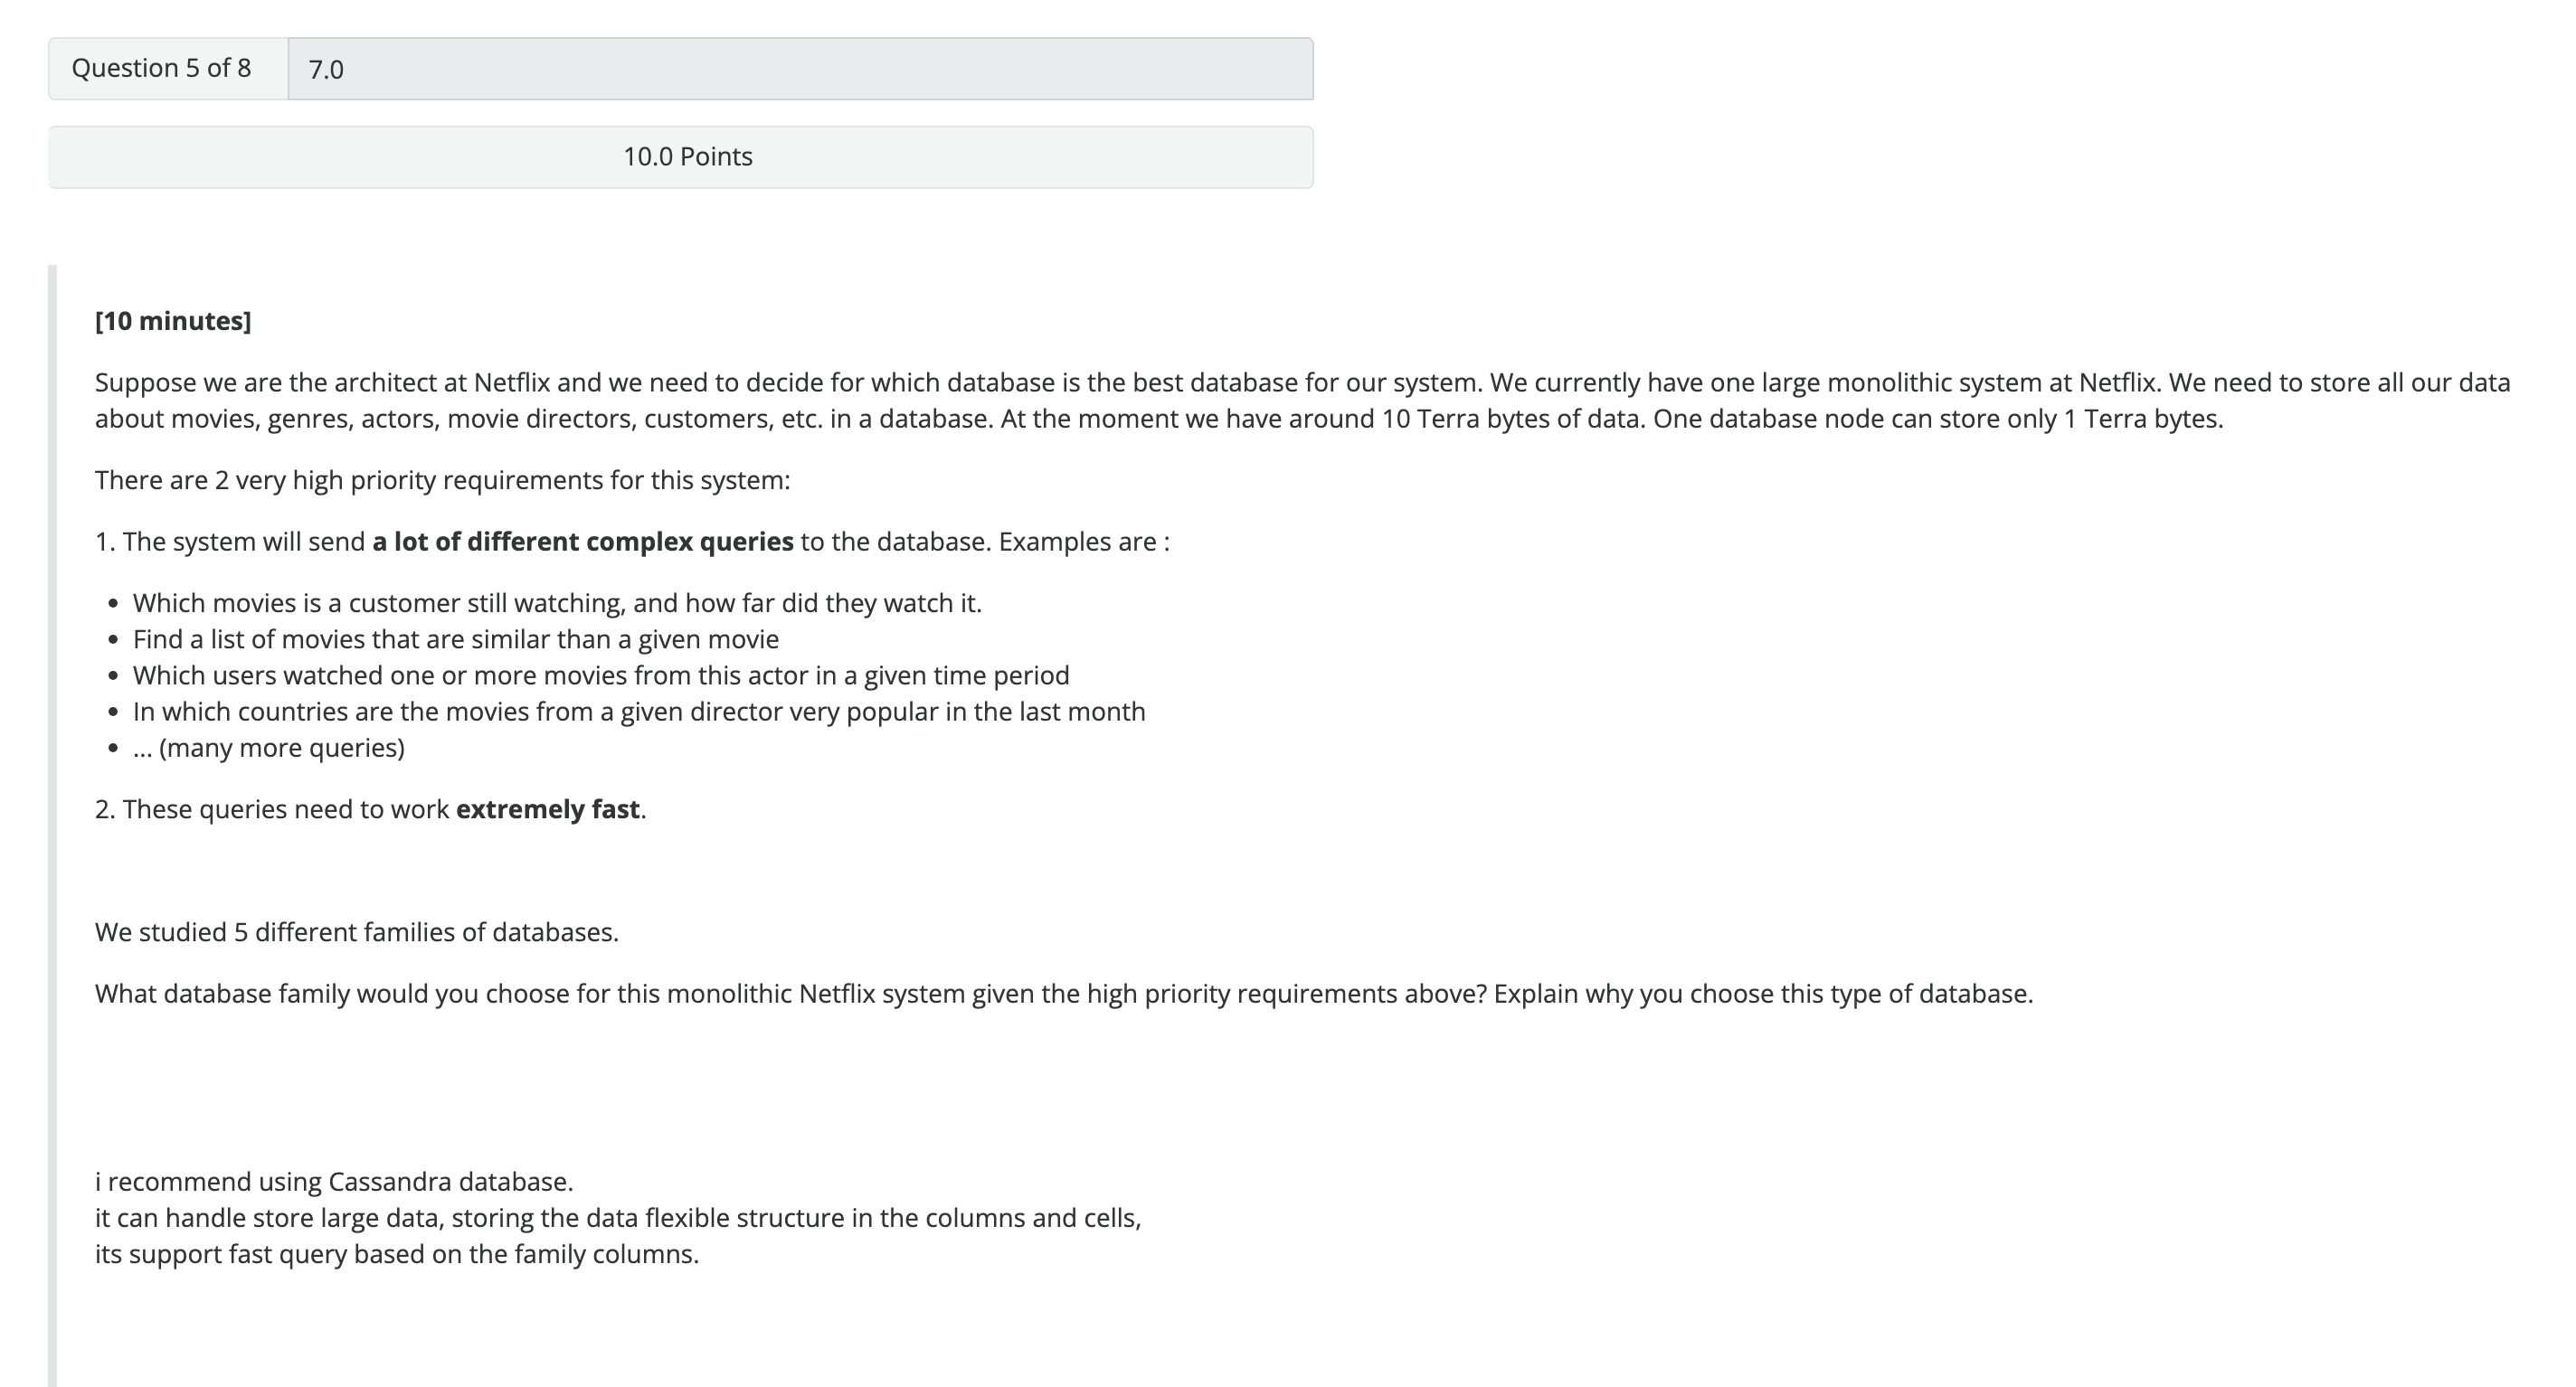 Question 5 of 8
7.0
10.0 Points
[10 minutes]
Suppose we are the architect at Netflix and we need to decide for which database is the best database for our system. We currently have one large monolithic system at Netflix. We need to store all our data
about movies, genres, actors, movie directors, customers, etc. in a database. At the moment we have around 10 Terra bytes of data. One database node can store only 1 Terra bytes.
There are 2 very high priority requirements for this system:
1. The system will send a lot of different complex queries to the database. Examples are :
• Which movies is a customer still watching, and how far did they watch it.
• Find a list of movies that are similar than a given movie
• Which users watched one or more movies from this actor in a given time period
• In which countries are the movies from a given director very popular in the last month
• ... (many more queries)
2. These queries need to work extremely fast.
We studied 5 different families of databases.
What database family would you choose for this monolithic Netflix system given the high priority requirements above? Explain why you choose this type of database.
i recommend using Cassandra database.
it can handle store large data, storing the data flexible structure in the columns and cells,
its support fast query based on the family columns.